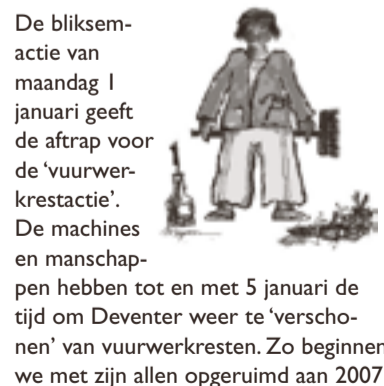 De bliksem-
actie van
maandag 1
januari geeft
de aftrap voor
de ‘vuurwer-
krestactie’.
De machines
en manschap-
pen hebben tot en met 5 januari de
tijd om Deventer weer te ‘verscho-
nen’ van vuurwerkresten. Zo beginnen
we met zijn allen opgeruimd aan 2007